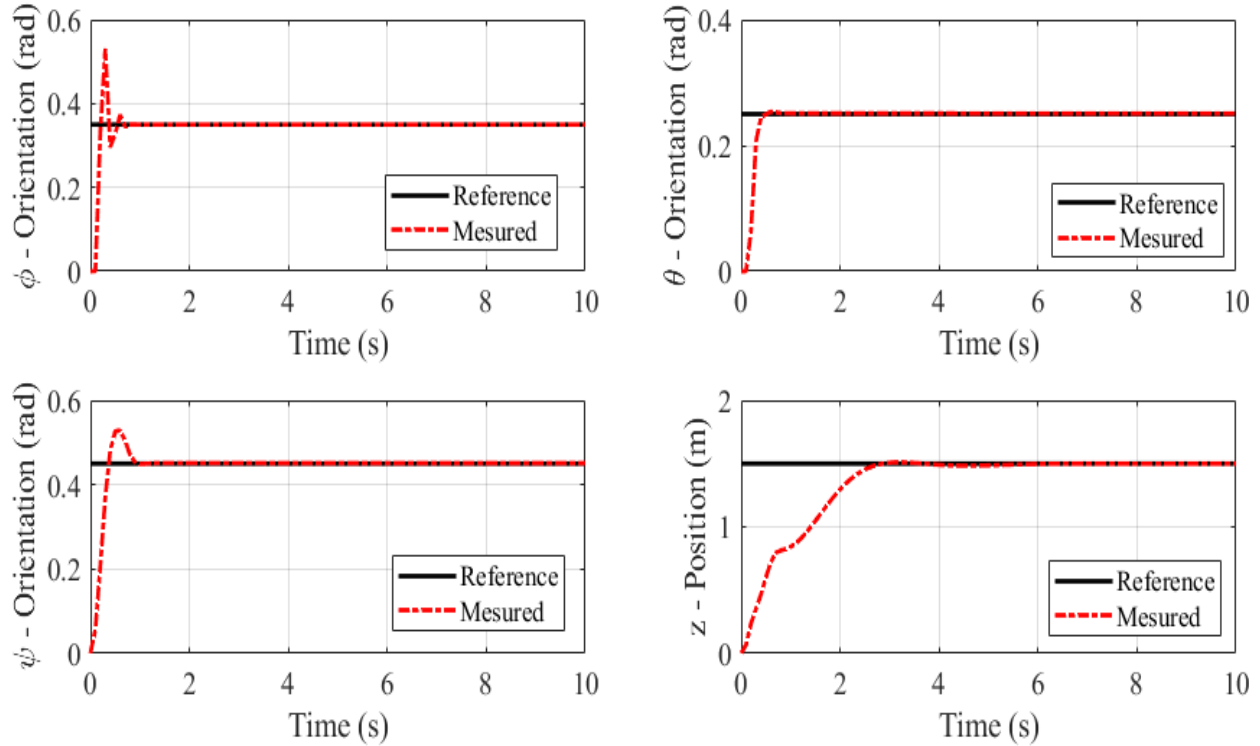 ϕ - Orientation (rad)
0.6
0.4
0.2
0
0 2 4 6 8 10
Time (s)
Reference
Mesured
θ - Orientation (rad)
0.4
0.2
0
0 2 4 6 8 10
Time (s)
Reference
Mesured
ψ - Orientation (rad)
0.6
0.4
0.2
0
0 2 4 6 8 10
Time (s)
Reference
Mesured
z - Position (m)
2
1
0
0 2 4 6 8 10
Time (s)
Reference
Mesured